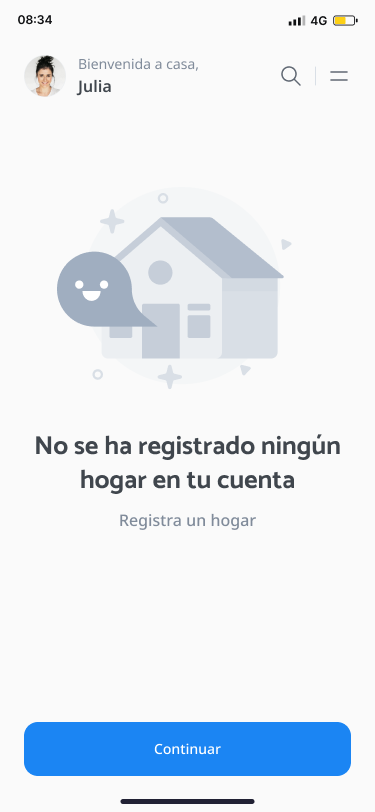 08:34
4G
Bienvenida a casa,
Julia
No se ha registrado ningún
hogar en tu cuenta
Registra un hogar
Continuar